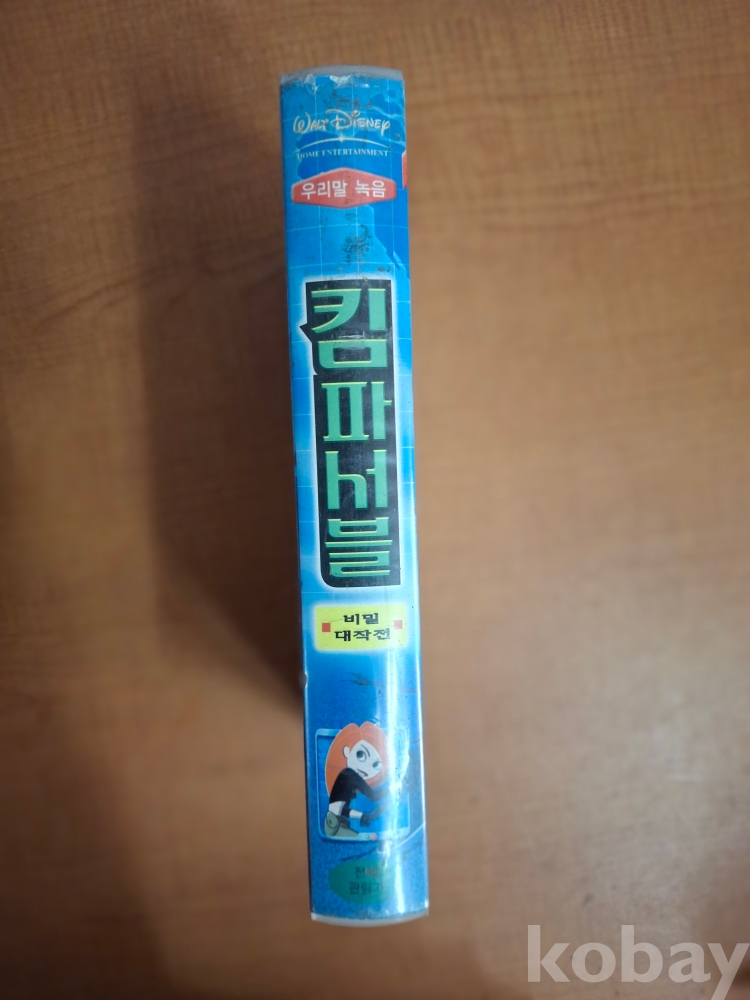 WALT DISNEY
HOME ENTERTAINMENT
우리말 녹음
킴
파
서
블
비밀
대작전
kobay